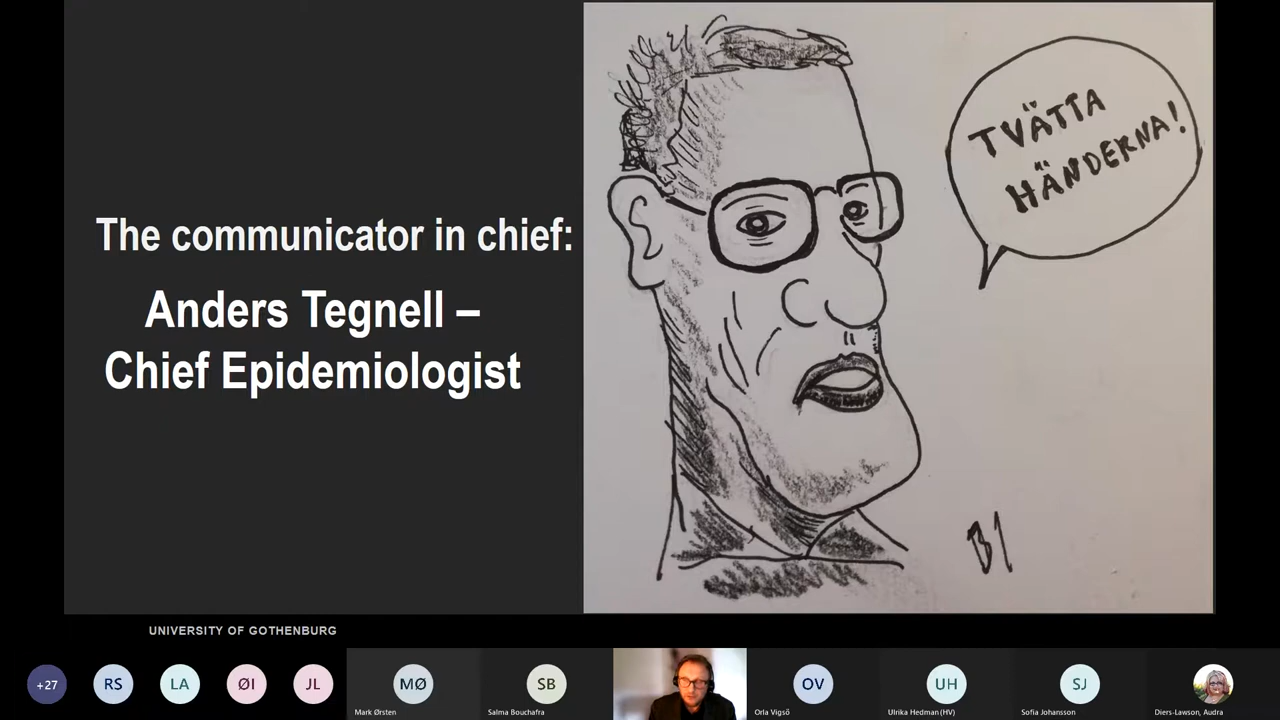 The communicator in chief:
Anders Tegnell –
Chief Epidemiologist
TVÄTTA
HÄNDERNA!
BI
UNIVERSITY OF GOTHENBURG
+27
RS
LA
ØI
JL
MØ
Mark Ørsten
SB
Salma Bouchafra
OV
Orla Vigsö
UH
Ulrika Hedman (HV)
SJ
Sofia Johansson
Diers-Lawson, Audra